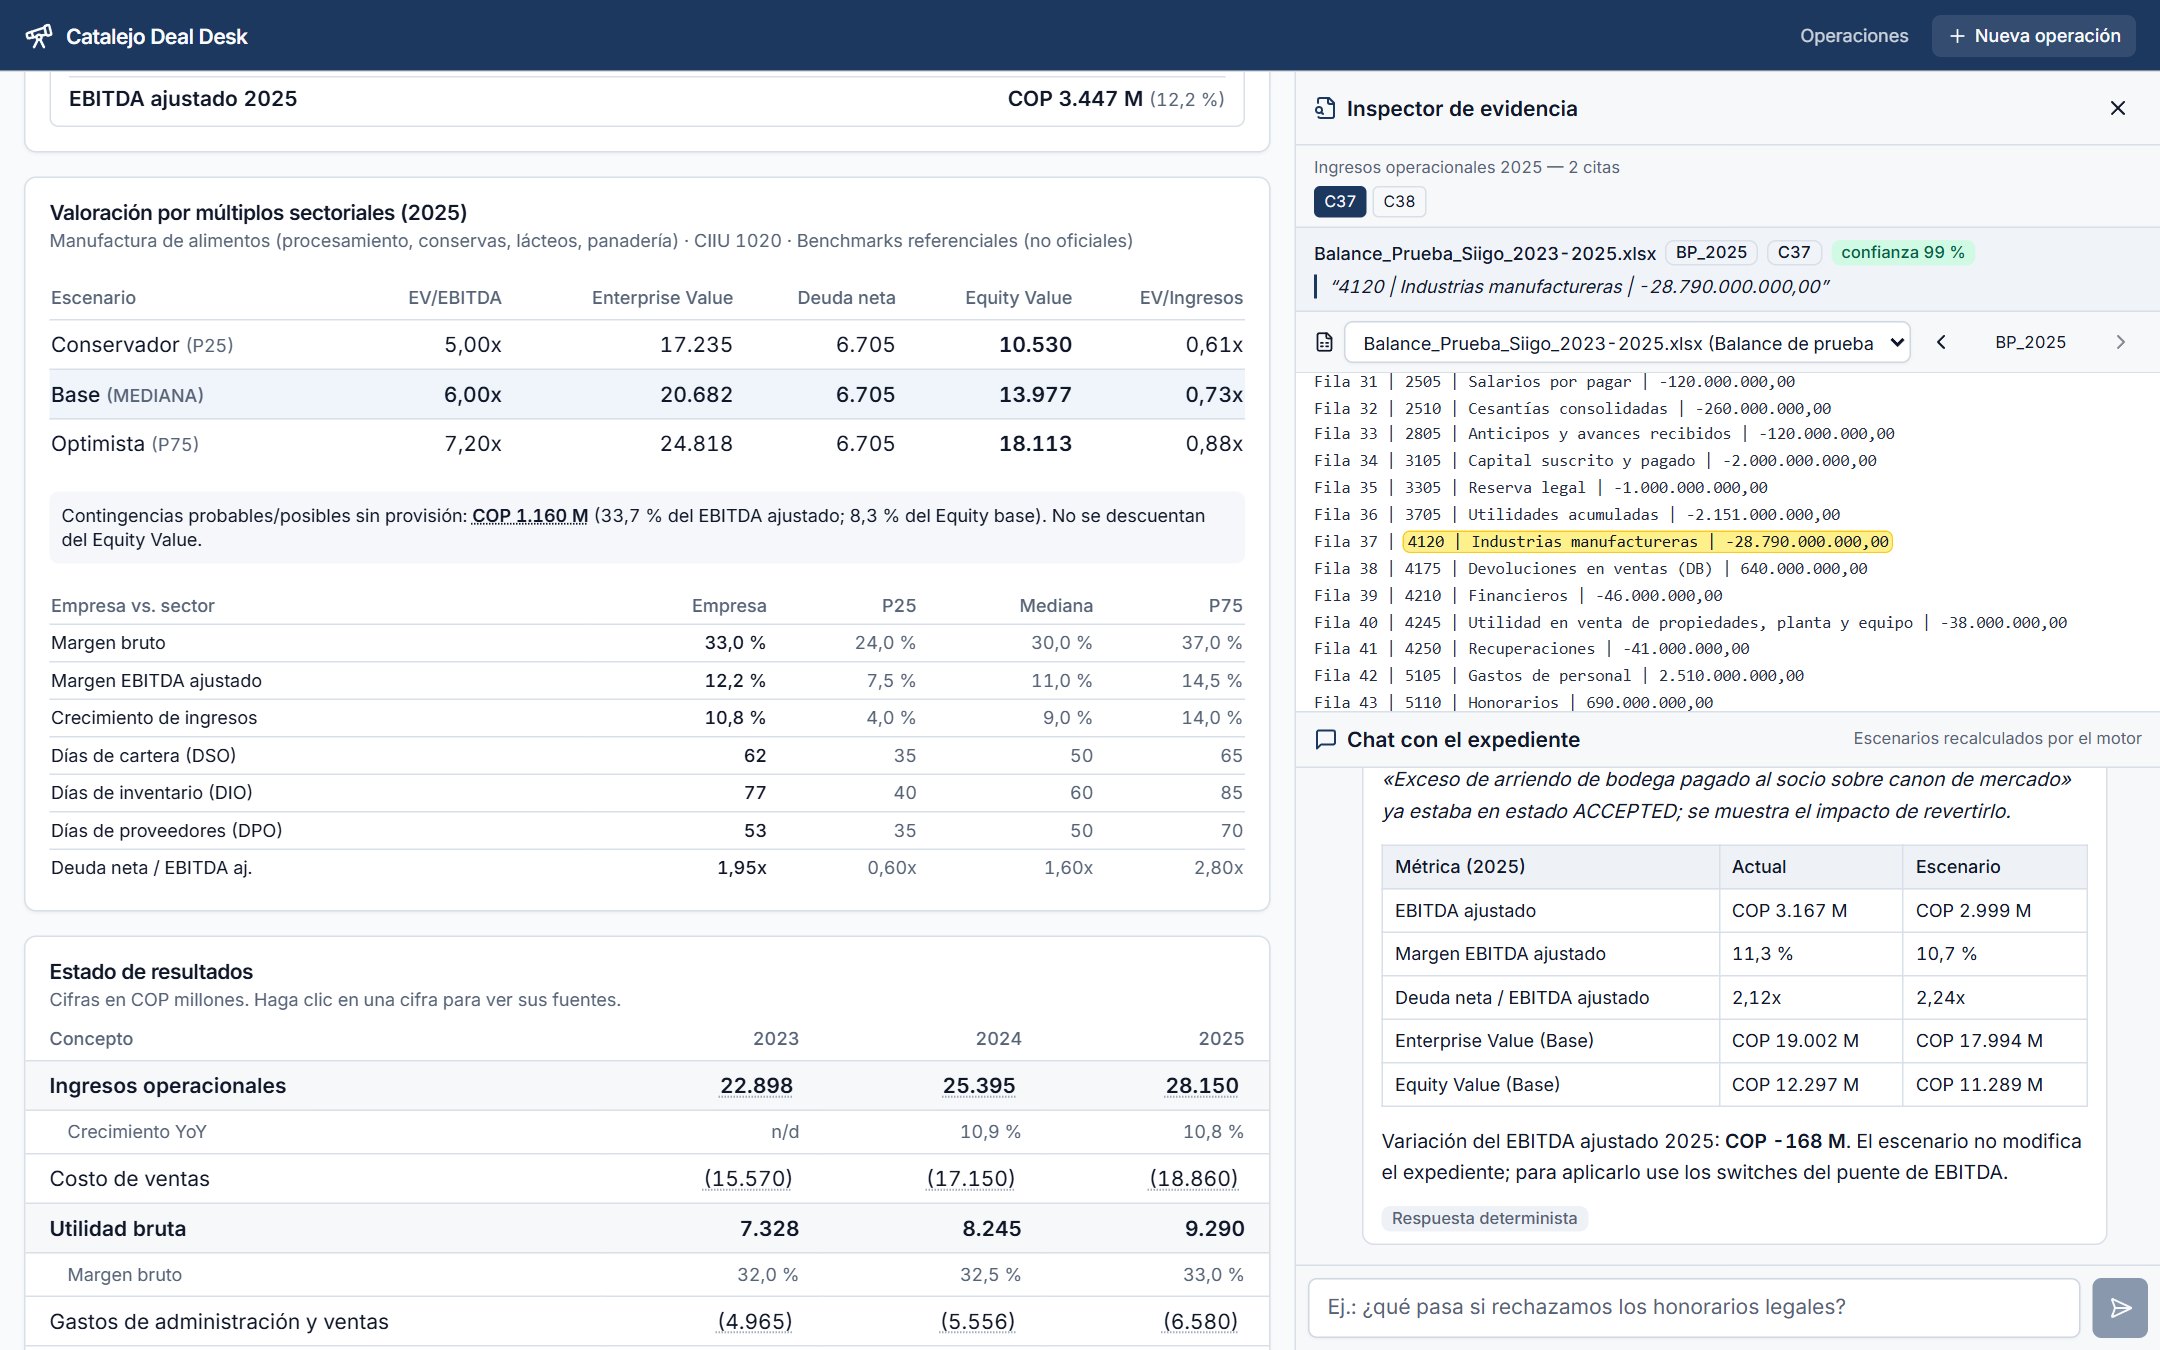 Catalejo Deal Desk
Operaciones
+ Nueva operación
EBITDA ajustado 2025 COP 3.447 M (12,2 %)
Valoración por múltiplos sectoriales (2025)
Manufactura de alimentos (procesamiento, conservas, lácteos, panadería) · CIIU 1020 · Benchmarks referenciales (no oficiales)
Escenario EV/EBITDA Enterprise Value Deuda neta Equity Value EV/Ingresos
Conservador (P25) 5,00x 17.235 6.705 10.530 0,61x
Base (MEDIANA) 6,00x 20.682 6.705 13.977 0,73x
Optimista (P75) 7,20x 24.818 6.705 18.113 0,88x
Contingencias probables/posibles sin provisión: COP 1.160 M (33,7 % del EBITDA ajustado; 8,3 % del Equity base). No se descuentan
del Equity Value.
Empresa vs. sector Empresa P25 Mediana P75
Margen bruto 33,0 % 24,0 % 30,0 % 37,0 %
Margen EBITDA ajustado 12,2 % 7,5 % 11,0 % 14,5 %
Crecimiento de ingresos 10,8 % 4,0 % 9,0 % 14,0 %
Días de cartera (DSO) 62 35 50 65
Días de inventario (DIO) 77 40 60 85
Días de proveedores (DPO) 53 35 50 70
Deuda neta / EBITDA aj. 1,95x 0,60x 1,60x 2,80x
Estado de resultados
Cifras en COP millones. Haga clic en una cifra para ver sus fuentes.
Concepto 2023 2024 2025
Ingresos operacionales 22.898 25.395 28.150
Crecimiento YoY n/d 10,9 % 10,8 %
Costo de ventas (15.570) (17.150) (18.860)
Utilidad bruta 7.328 8.245 9.290
Margen bruto 32,0 % 32,5 % 33,0 %
Gastos de administración y ventas (4.965) (5.556) (6.580)
Inspector de evidencia
Ingresos operacionales 2025 — 2 citas
C37 C38
Balance_Prueba_Siigo_2023-2025.xlsx BP_2025 C37 confianza 99 %
“4120 | Industrias manufactureras | -28.790.000.000,00”
Balance_Prueba_Siigo_2023-2025.xlsx (Balance de prueba BP_2025
Fila 31 | 2505 | Salarios por pagar | -120.000.000,00
Fila 32 | 2510 | Cesantías consolidadas | -260.000.000,00
Fila 33 | 2805 | Anticipos y avances recibidos | -120.000.000,00
Fila 34 | 3105 | Capital suscrito y pagado | -2.000.000.000,00
Fila 35 | 3305 | Reserva legal | -1.000.000.000,00
Fila 36 | 3705 | Utilidades acumuladas | -2.151.000.000,00
Fila 37 | 4120 | Industrias manufactureras | -28.790.000.000,00
Fila 38 | 4175 | Devoluciones en ventas (DB) | 640.000.000,00
Fila 39 | 4210 | Financieros | -46.000.000,00
Fila 40 | 4245 | Utilidad en venta de propiedades, planta y equipo | -38.000.000,00
Fila 41 | 4250 | Recuperaciones | -41.000.000,00
Fila 42 | 5105 | Gastos de personal | 2.510.000.000,00
Fila 43 | 5110 | Honorarios | 690.000.000,00
Chat con el expediente
Escenarios recalculados por el motor
«Exceso de arriendo de bodega pagado al socio sobre canon de mercado»
ya estaba en estado ACCEPTED; se muestra el impacto de revertirlo.
Métrica (2025) Actual Escenario
EBITDA ajustado COP 3.167 M COP 2.999 M
Margen EBITDA ajustado 11,3 % 10,7 %
Deuda neta / EBITDA ajustado 2,12x 2,24x
Enterprise Value (Base) COP 19.002 M COP 17.994 M
Equity Value (Base) COP 12.297 M COP 11.289 M
Variación del EBITDA ajustado 2025: COP -168 M. El escenario no modifica
el expediente; para aplicarlo use los switches del puente de EBITDA.
Respuesta determinista
Ej.: ¿qué pasa si rechazamos los honorarios legales?